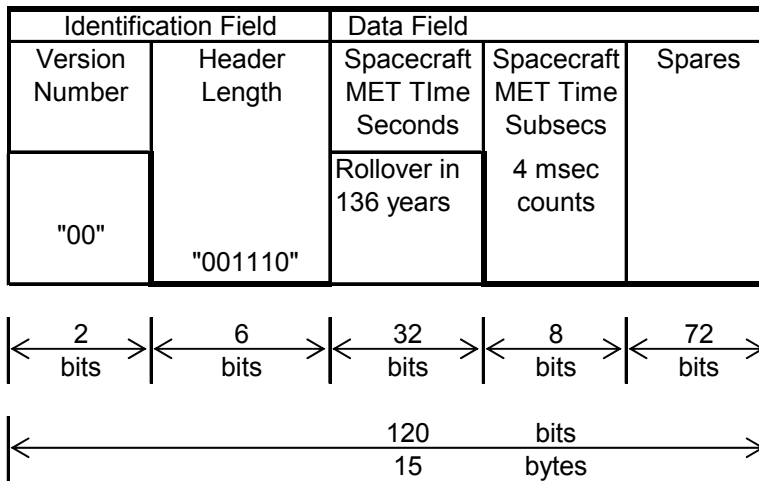 Identification Field Data Field
Version Header Spacecraft Spacecraft Spares
Number Length MET TIme MET Time
Seconds Subsecs
Rollover in 4 msec
136 years counts
"00"
"001110"
2 6 32 8 72
bits bits bits bits bits
120 bits
15 bytes